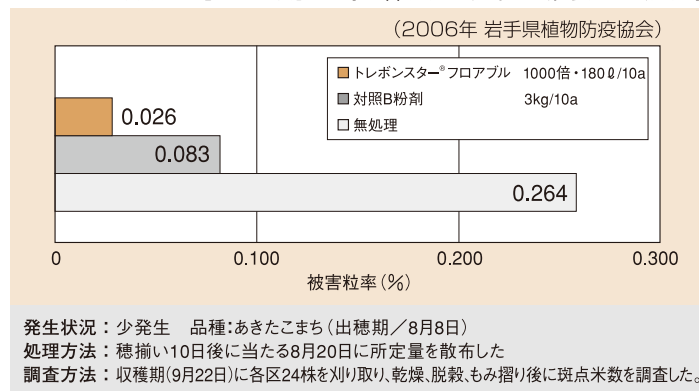 (2006年 岩手県植物防疫協会)
トレボンスター®フロアブル 1000倍・180ℓ/10a
対照B粉剤 3kg/10a
無処理
0.026
0.083
0.264
0 0.100 0.200 0.300
被害粒率(%)
発生状況:少発生 品種:あきたこまち(出穂期/8月8日)
処理方法:穂揃い10日後に当たる8月20日に所定量を散布した
調査方法:収穫期(9月22日)に各区24株を刈り取り、乾燥、脱穀、もみ摺り後に斑点米数を調査した。